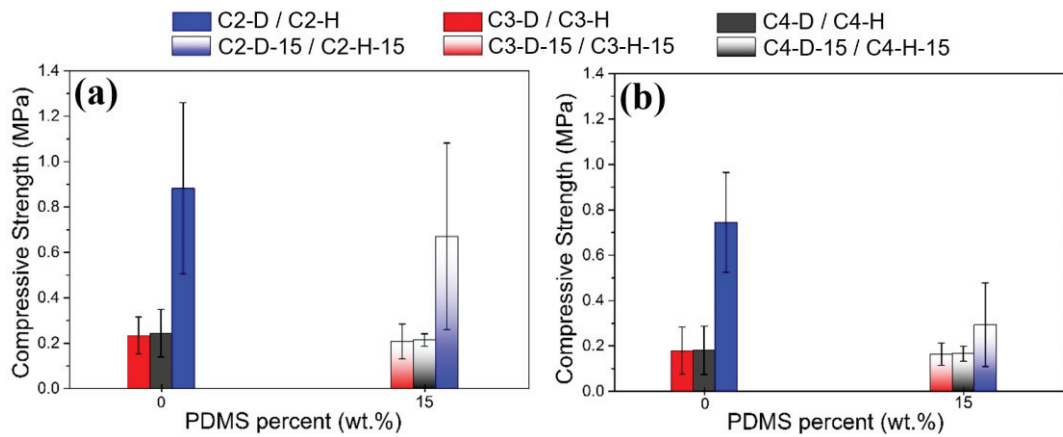 C2-D / C2-H C3-D / C3-H C4-D / C4-H
C2-D-15 / C2-H-15 C3-D-15 / C3-H-15 C4-D-15 / C4-H-15
(a)
Compressive Strength (MPa)
1.4
1.2
1.0
0.8
0.6
0.4
0.2
0.0
0 15
PDMS percent (wt.%)
(b)
Compressive Strength (MPa)
1.4
1.2
1.0
0.8
0.6
0.4
0.2
0.0
0 15
PDMS percent (wt.%)